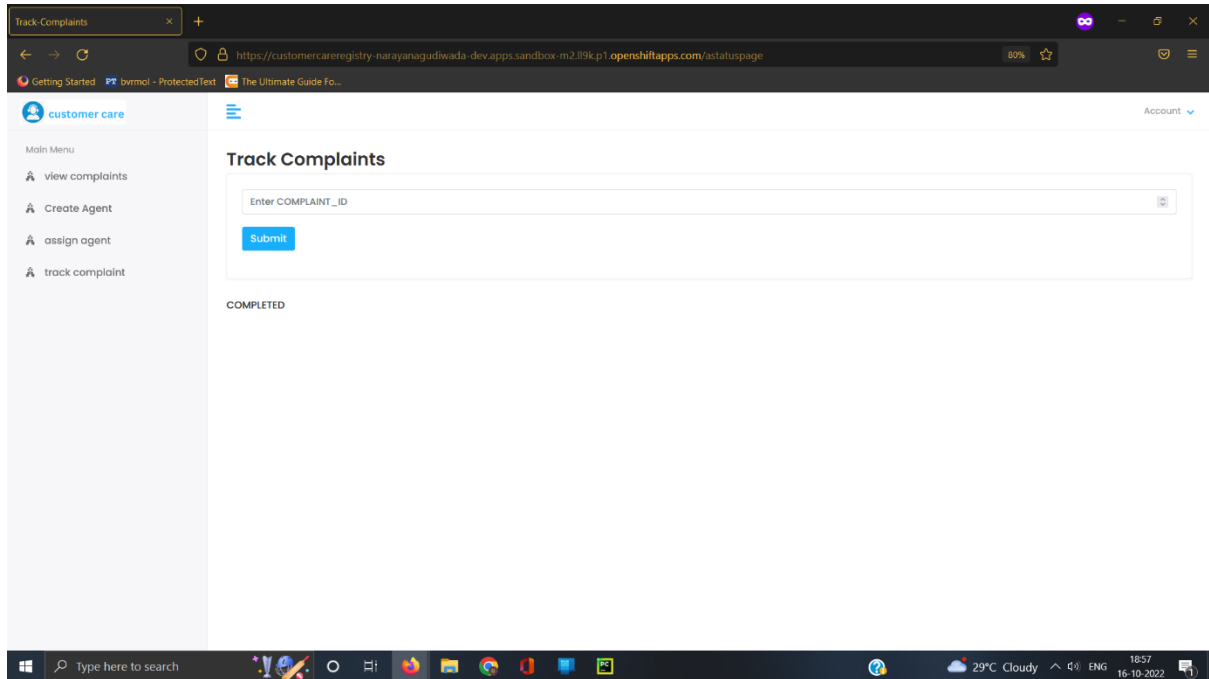 Track-Complaints
https://customercareregistry-narayanagudiwada-dev.apps.sandbox-m2.ll9k.p1.openshiftapps.com/astatuspage
80%
Getting Started PT bvrmol - ProtectedText The Ultimate Guide Fo...
customer care
Account
Main Menu
view complaints
Create Agent
assign agent
track complaint
Track Complaints
Enter COMPLAINT_ID
Submit
COMPLETED
Type here to search
PC
29°C Cloudy
ENG
18:57
16-10-2022
1